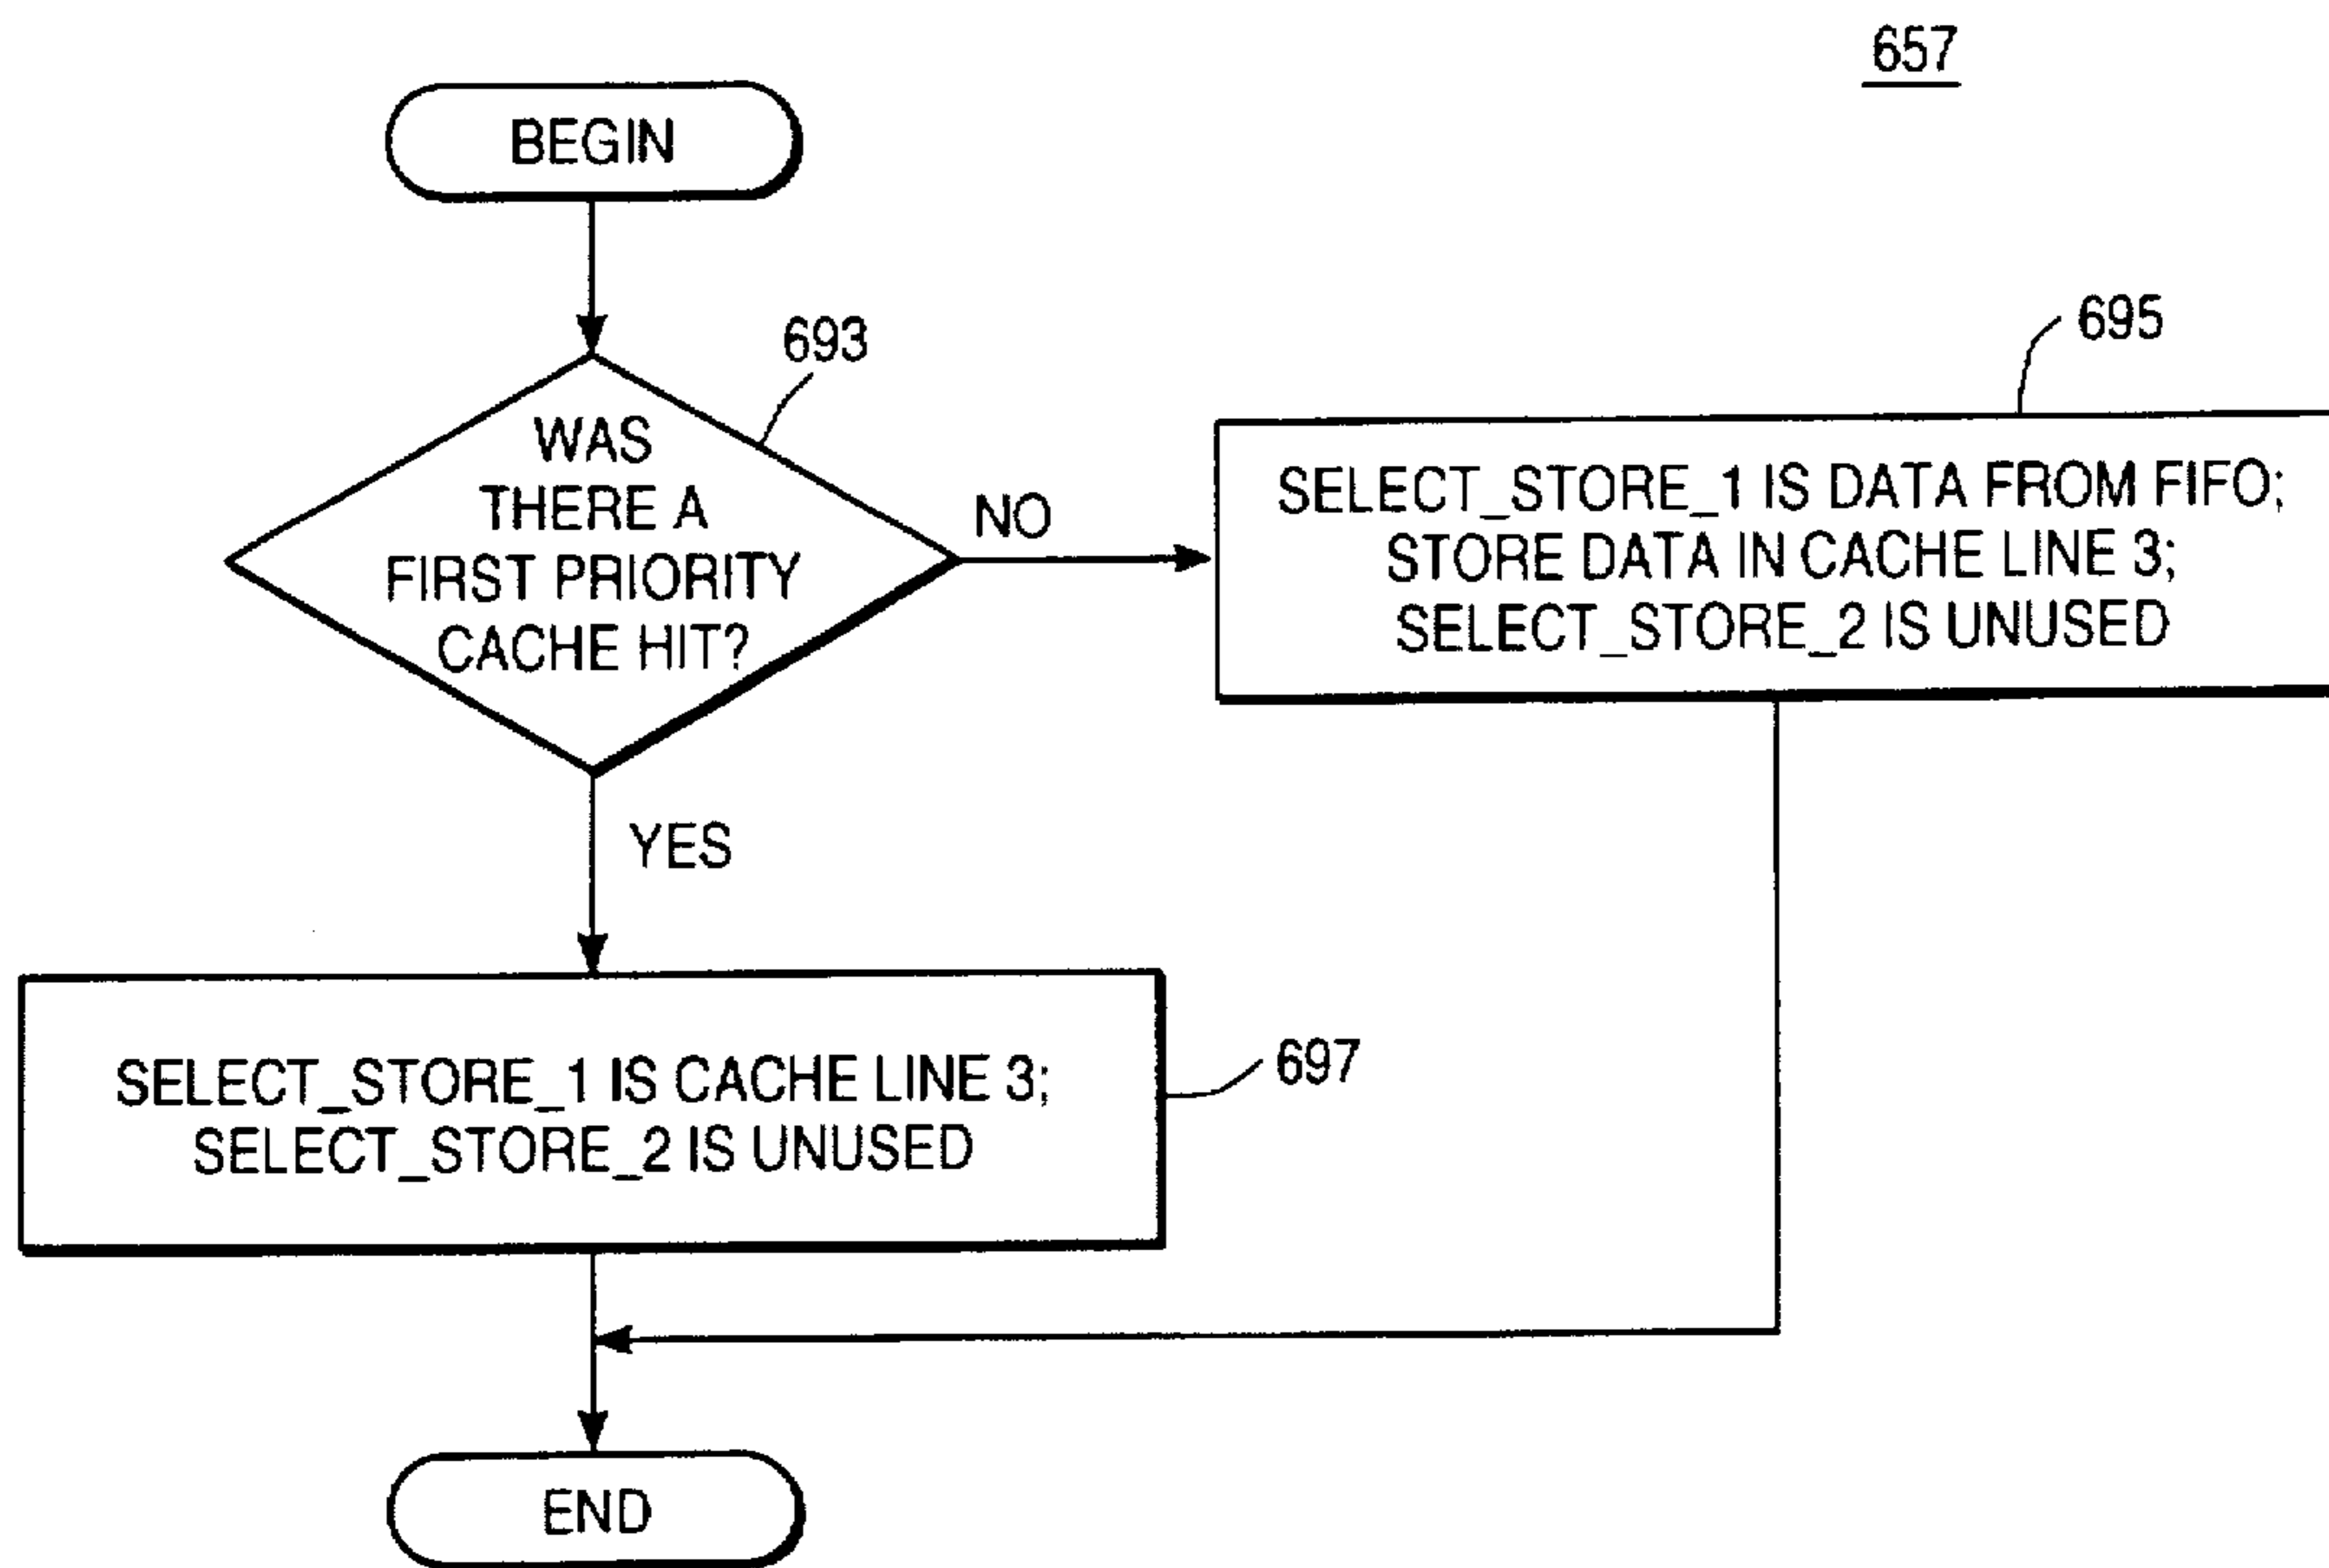 657
BEGIN
693
WAS
THERE A
FIRST PRIORITY
CACHE HIT?
NO
695
SELECT_STORE_1 IS DATA FROM FIFO;
STORE DATA IN CACHE LINE 3;
SELECT_STORE_2 IS UNUSED
YES
SELECT_STORE_1 IS CACHE LINE 3;
SELECT_STORE_2 IS UNUSED
697
END